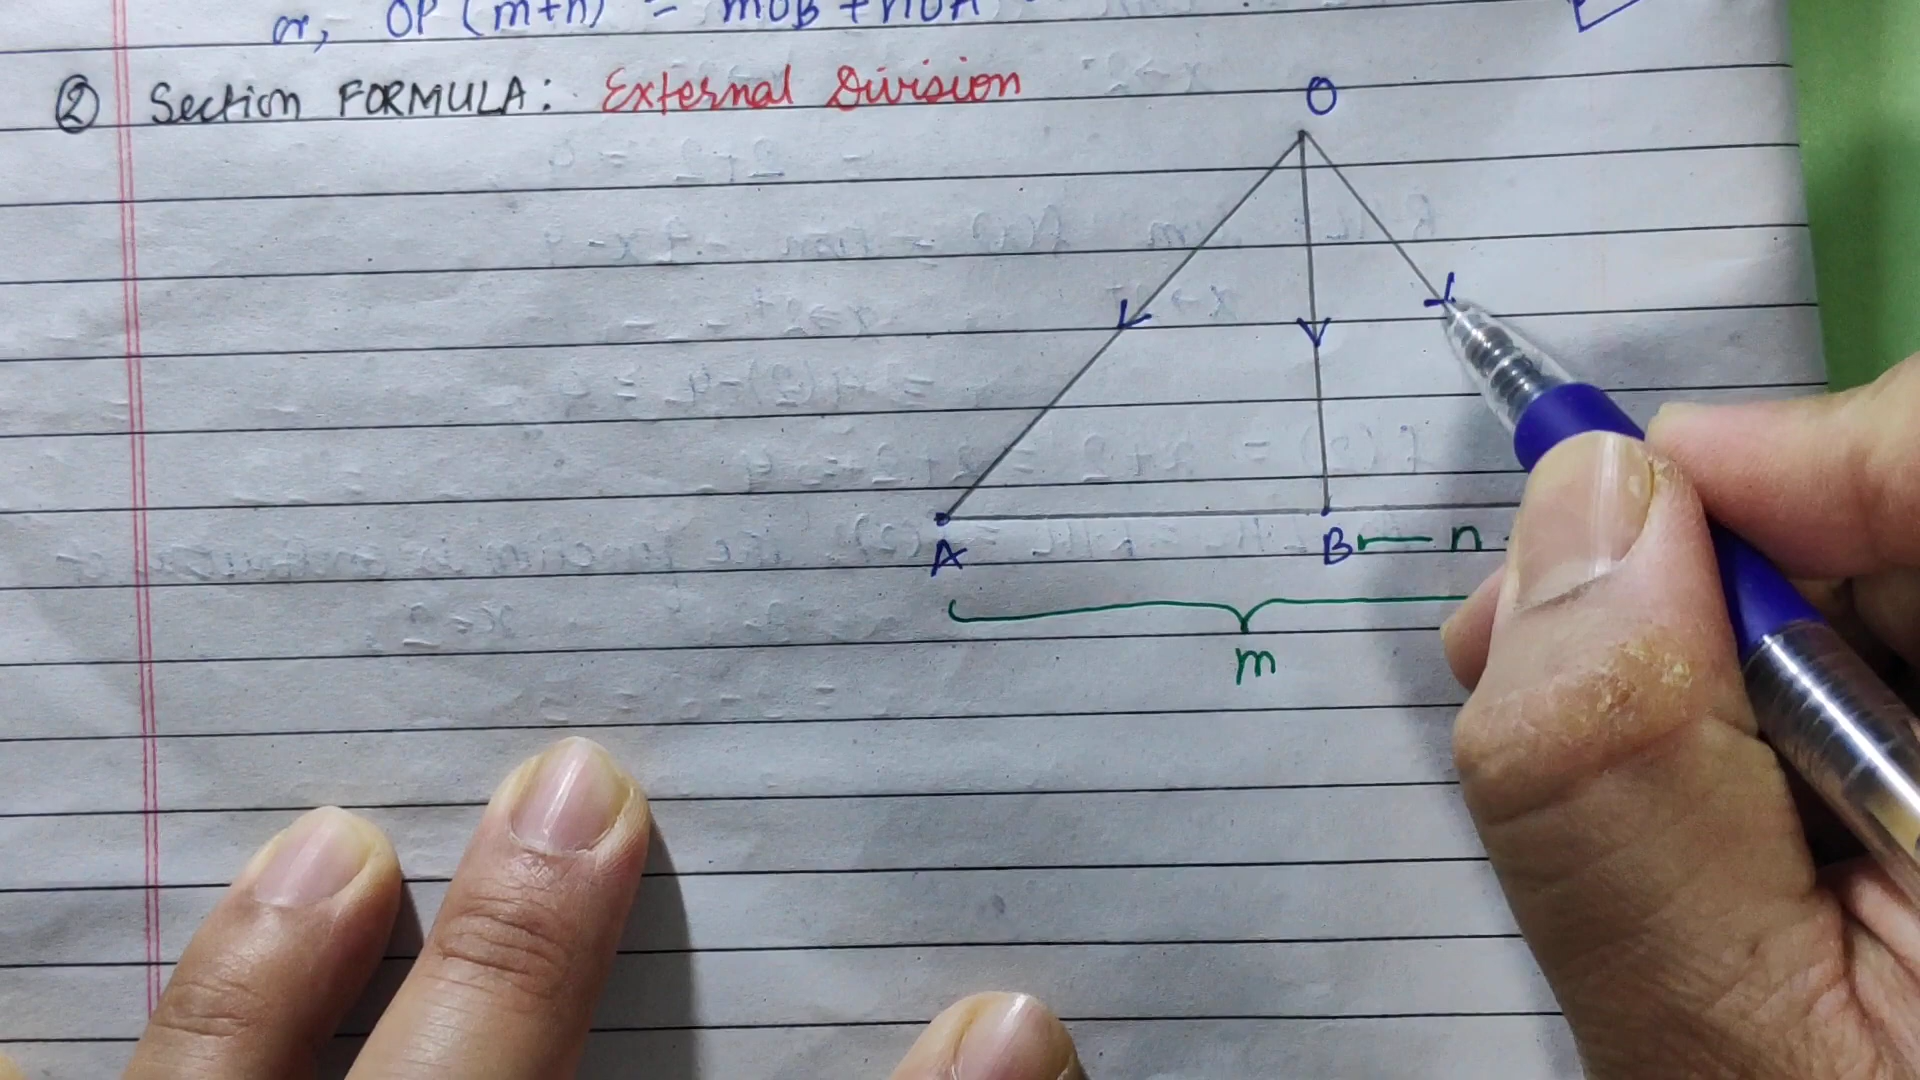 or, OP (m+n) = mOB + nOA
② Section FORMULA: External Division
O
A
B
n
m